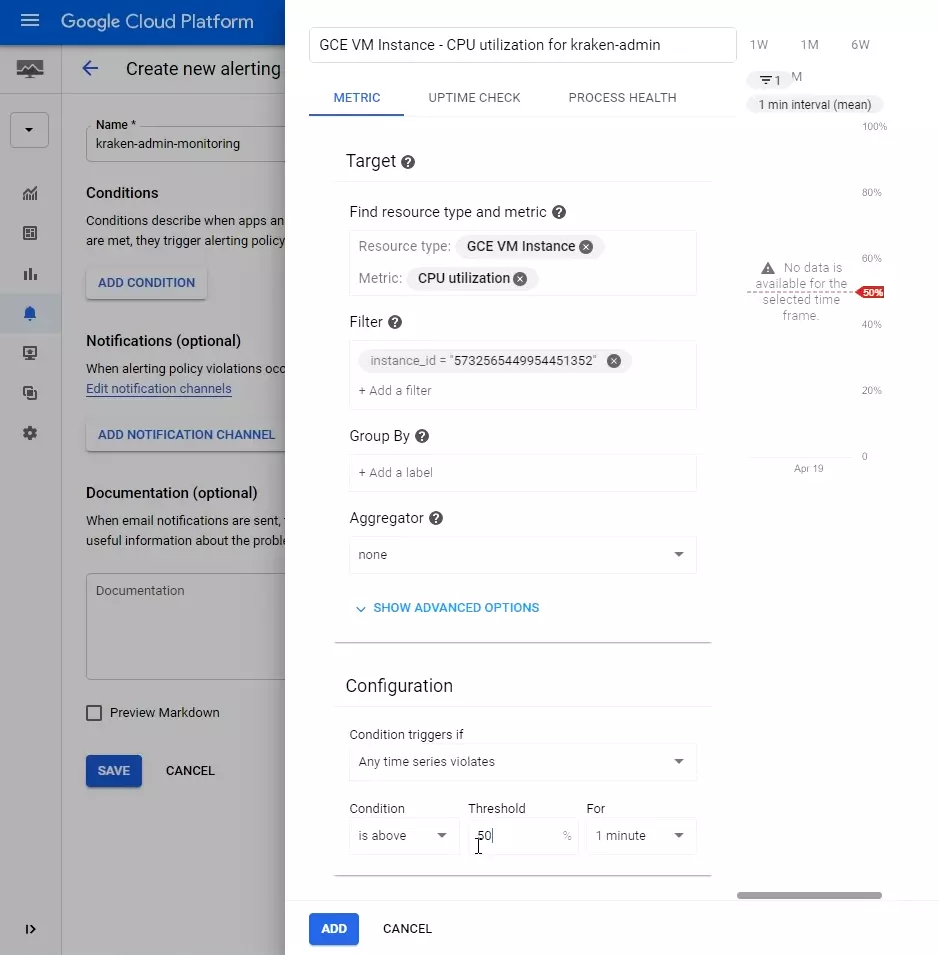 Google Cloud Platform
Create new alerting
Name *
kraken-admin-monitoring
Conditions
Conditions describe when apps an
are met, they trigger alerting policy
ADD CONDITION
Notifications (optional)
When alerting policy violations occ
Edit notification channels
ADD NOTIFICATION CHANNEL
Documentation (optional)
When email notifications are sent,
useful information about the proble
Documentation
Preview Markdown
SAVE CANCEL
GCE VM Instance - CPU utilization for kraken-admin
METRIC UPTIME CHECK PROCESS HEALTH
Target
Find resource type and metric
Resource type: GCE VM Instance
Metric: CPU utilization
Filter
instance_id = "5732565449954451352"
+ Add a filter
Group By
+ Add a label
Aggregator
none
SHOW ADVANCED OPTIONS
Configuration
Condition triggers if
Any time series violates
Condition Threshold For
is above 50 % 1 minute
ADD CANCEL
1W 1M 6W
1 M
1 min interval (mean)
100%
80%
60%
No data is
available for the
selected time
frame.
50%
40%
20%
0
Apr 19